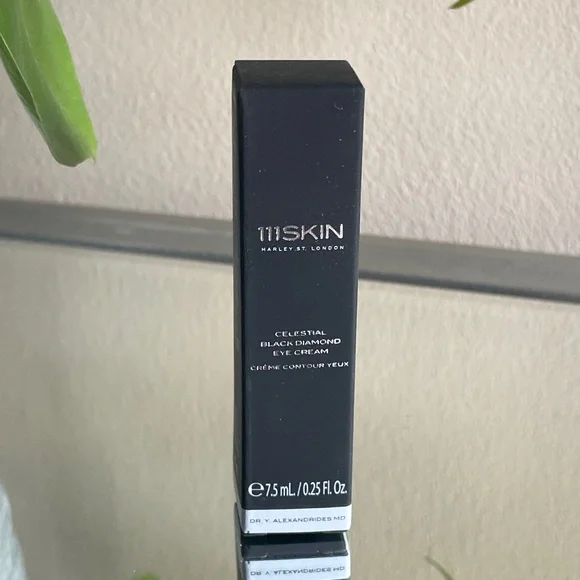 111SKIN
HARLEY ST. LONDON
CELESTIAL
BLACK DIAMOND
EYE CREAM
CRÈME CONTOUR YEUX
℮7.5 mL./0.25 Fl. Oz.
DR. Y. ALEXANDRIDES MD